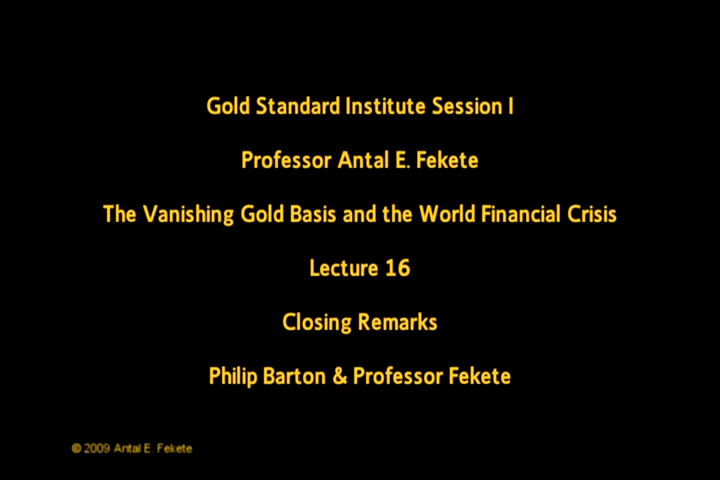 Gold Standard Institute Session I
Professor Antal E. Fekete
The Vanishing Gold Basis and the World Financial Crisis
Lecture 16
Closing Remarks
Philip Barton & Professor Fekete
© 2009 Antal E. Fekete